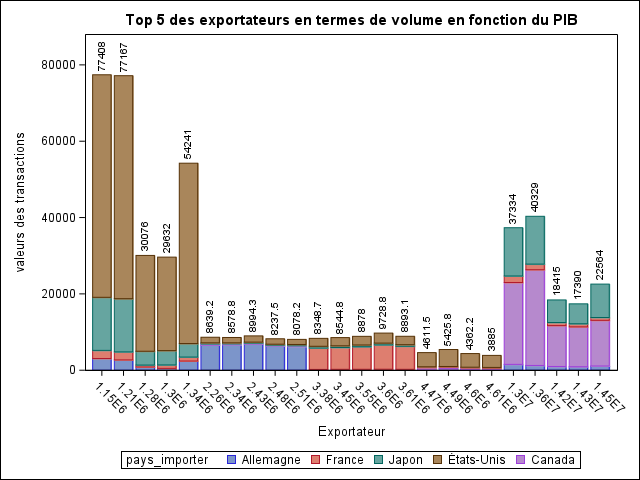 Top 5 des exportateurs en termes de volume en fonction du PIB
valeurs des transactions
80000
60000
40000
20000
0
77408
77167
30076
29632
54241
8639.2
8578.8
8994.3
8237.5
8078.2
8348.7
8544.8
8878
9728.8
8893.1
4611.5
5425.8
4362.2
3885
37334
40329
18415
17390
22564
1.15E6
1.21E6
1.28E6
1.3E6
1.34E6
2.26E6
2.34E6
2.43E6
2.48E6
2.51E6
3.38E6
3.45E6
3.55E6
3.6E6
3.61E6
4.47E6
4.49E6
4.6E6
4.61E6
1.3E7
1.36E7
1.42E7
1.43E7
1.45E7
Exportateur
pays_importer Allemagne France Japon États-Unis Canada